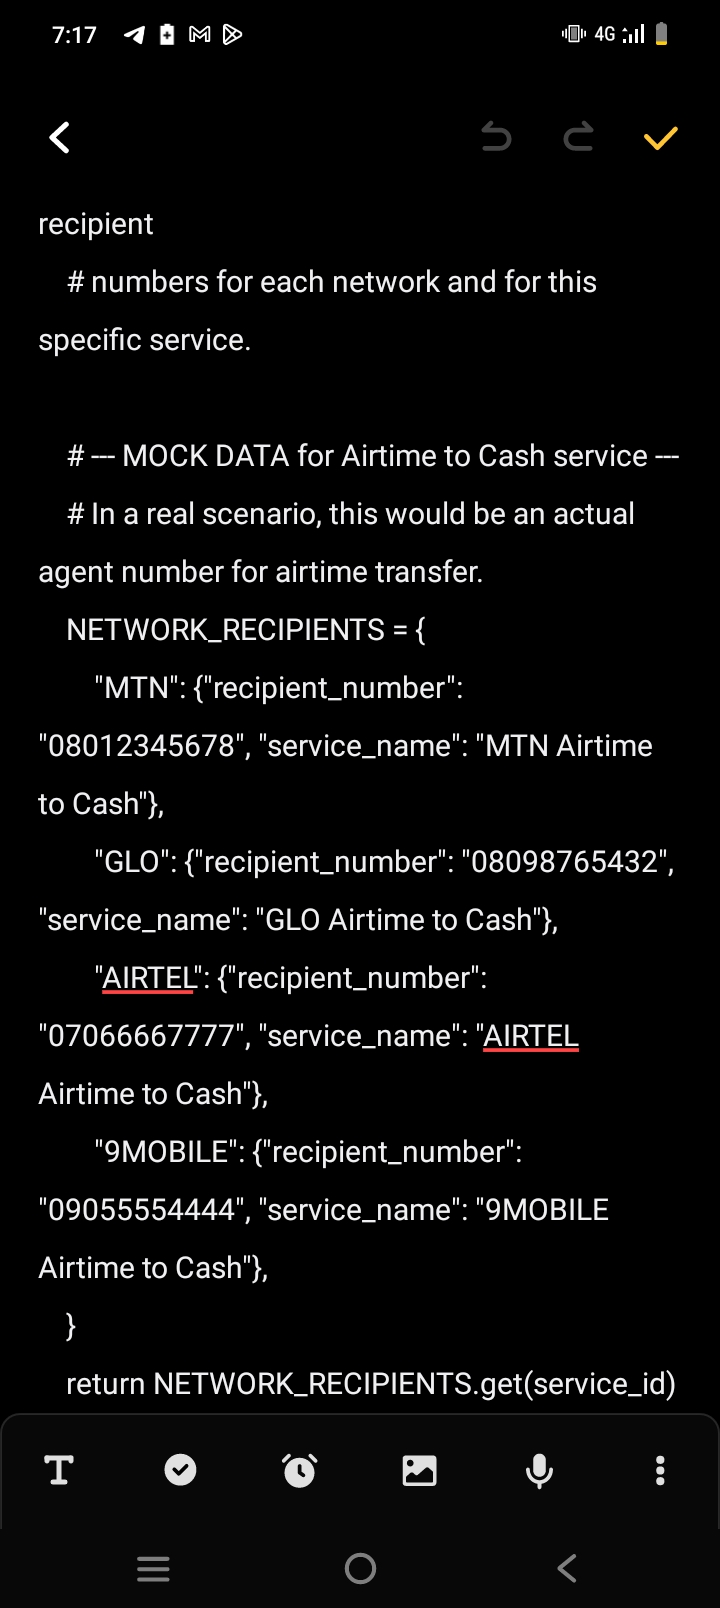 7:17
4G
recipient
# numbers for each network and for this
specific service.
# --- MOCK DATA for Airtime to Cash service ---
# In a real scenario, this would be an actual
agent number for airtime transfer.
NETWORK_RECIPIENTS = {
"MTN": {"recipient_number":
"08012345678", "service_name": "MTN Airtime
to Cash"},
"GLO": {"recipient_number": "08098765432",
"service_name": "GLO Airtime to Cash"},
"AIRTEL": {"recipient_number":
"07066667777", "service_name": "AIRTEL
Airtime to Cash"},
"9MOBILE": {"recipient_number":
"09055554444", "service_name": "9MOBILE
Airtime to Cash"},
}
return NETWORK_RECIPIENTS.get(service_id)